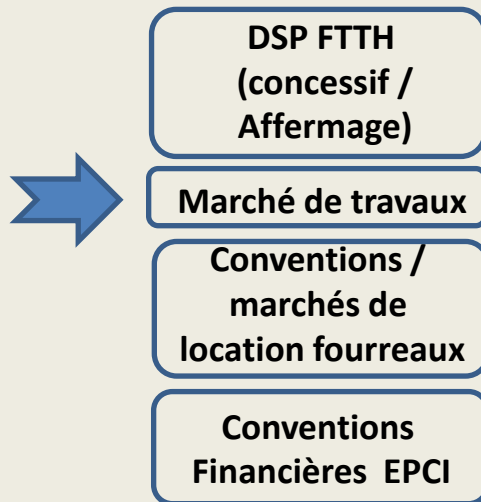 DSP FTTH
(concessif /
Affermage)
Marché de travaux
Conventions /
marchés de
location fourreaux
Conventions
Financières EPCI